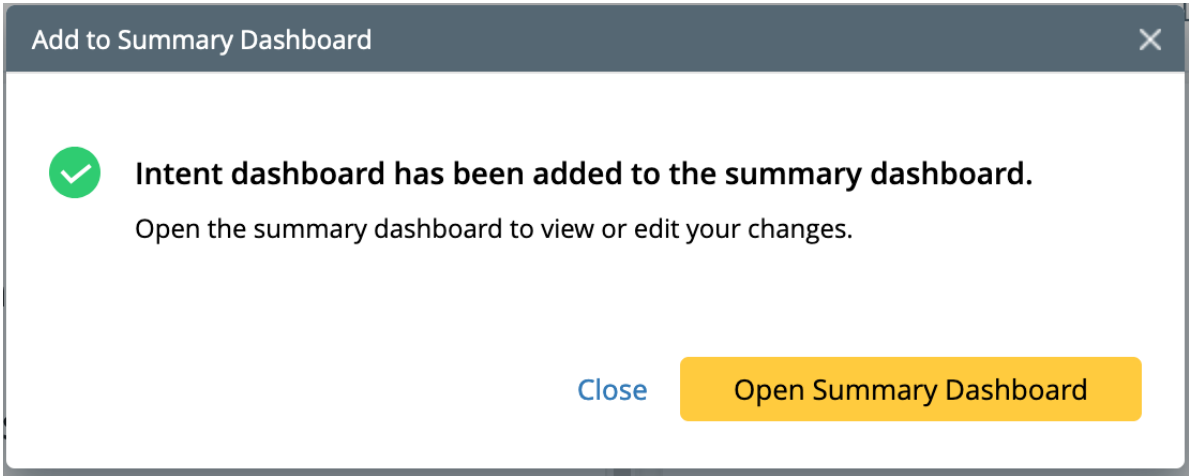 Add to Summary Dashboard
Intent dashboard has been added to the summary dashboard.
Open the summary dashboard to view or edit your changes.
Close
Open Summary Dashboard